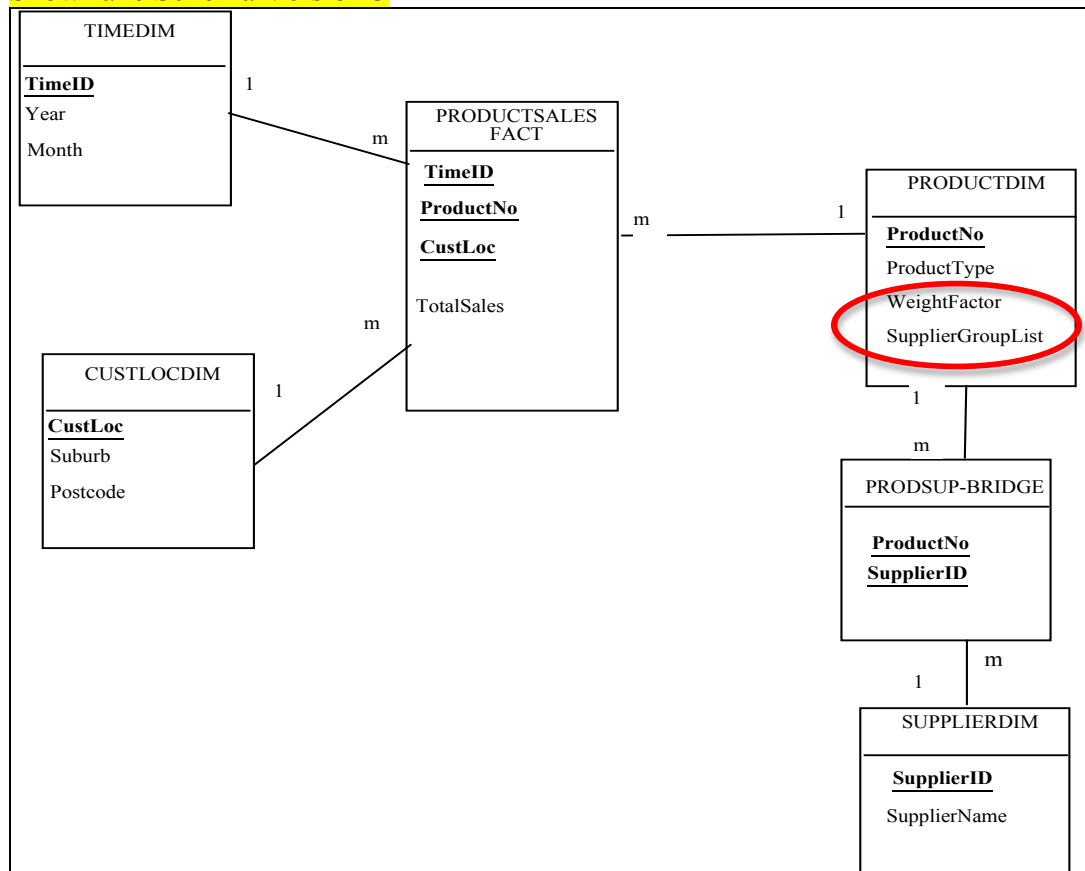 TIMEDIM
TimeID
Year
Month
1
m
PRODUCTSALES
FACT
TimeID
ProductNo
CustLoc
TotalSales
m
1
PRODUCTDIM
ProductNo
ProductType
WeightFactor
SupplierGroupList
m
1
CUSTLOCDIM
CustLoc
Suburb
Postcode
1
m
PRODSUP-BRIDGE
ProductNo
SupplierID
m
1
SUPPLIERDIM
SupplierID
SupplierName